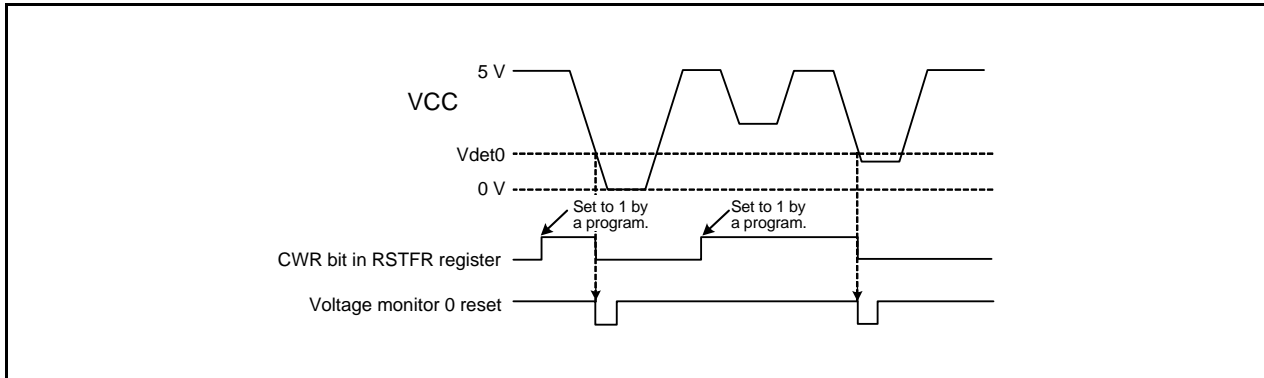 5 V
VCC
Vdet0
0 V
Set to 1 by
a program.
Set to 1 by
a program.
CWR bit in RSTFR register
Voltage monitor 0 reset